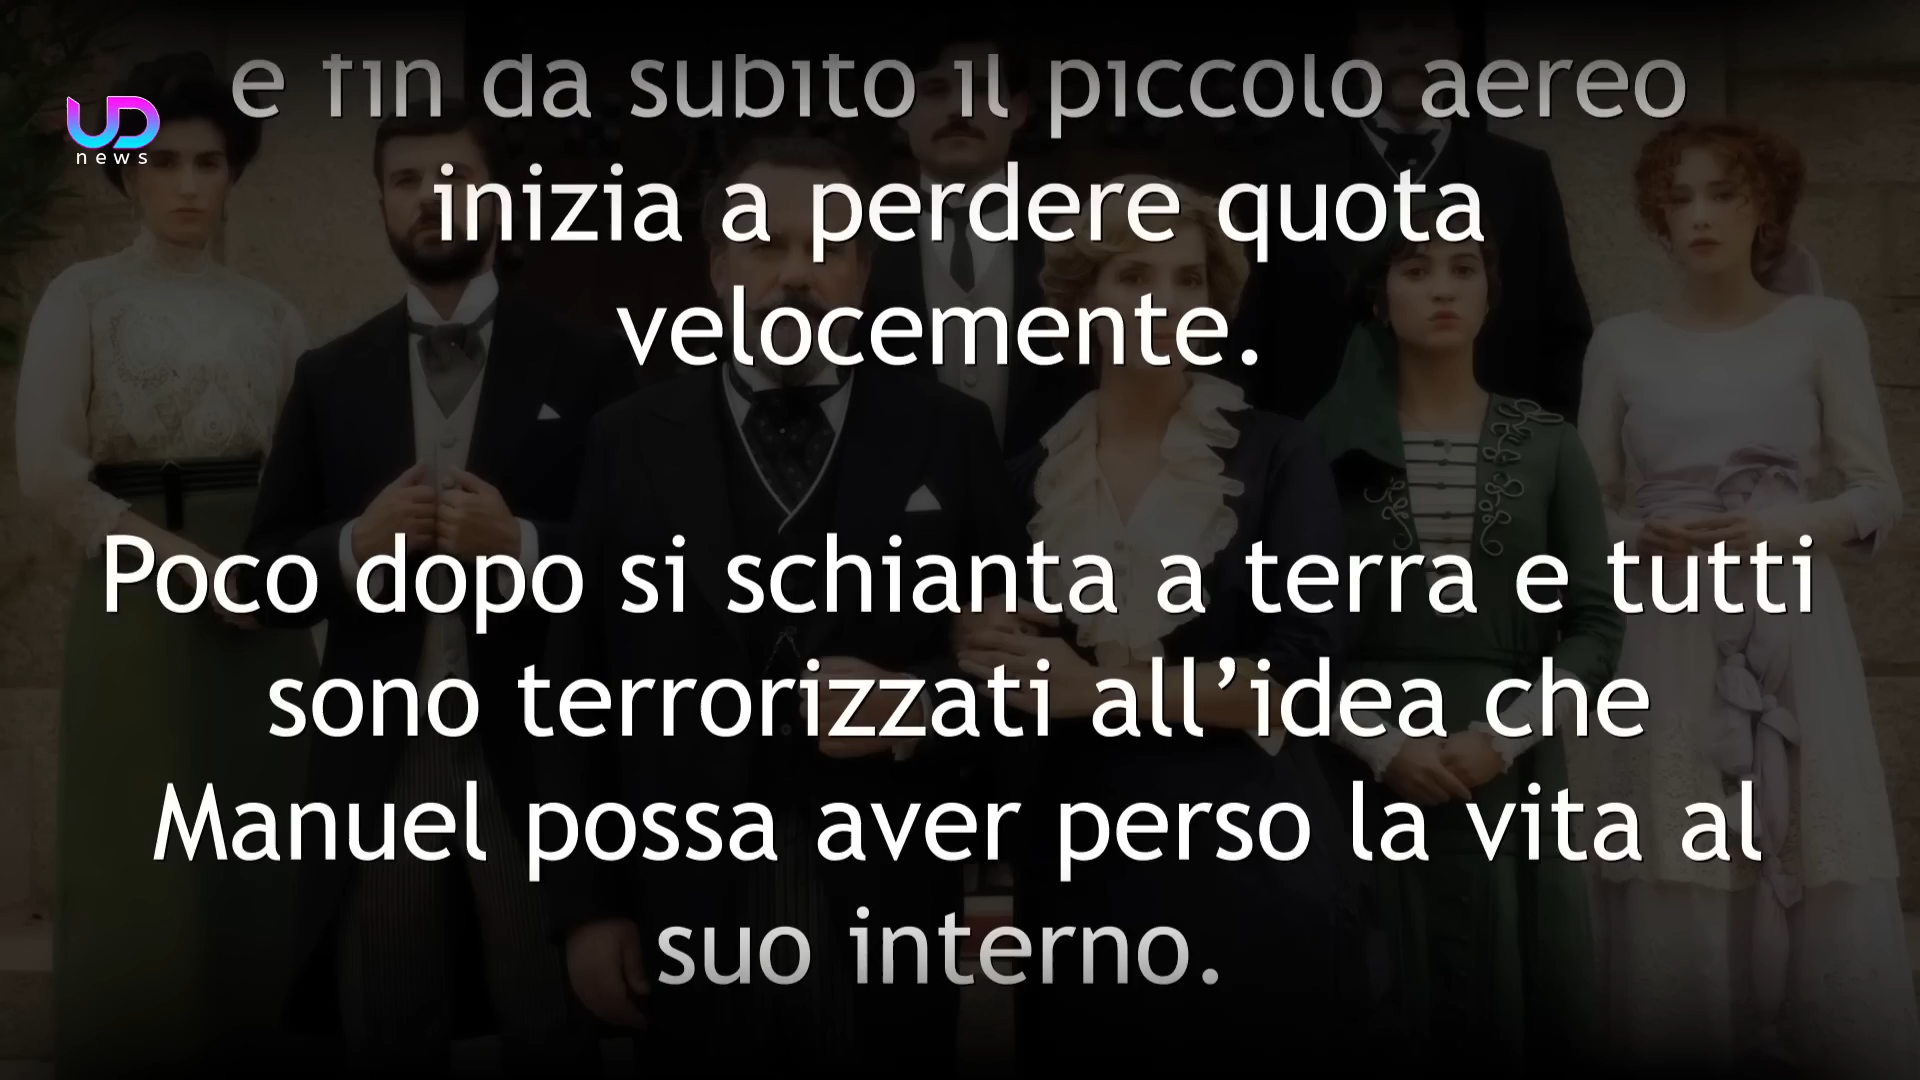 e fin da subito il piccolo aereo
UD
news
inizia a perdere quota
velocemente.
Poco dopo si schianta a terra e tutti
sono terrorizzati all’idea che
Manuel possa aver perso la vita al
suo interno.